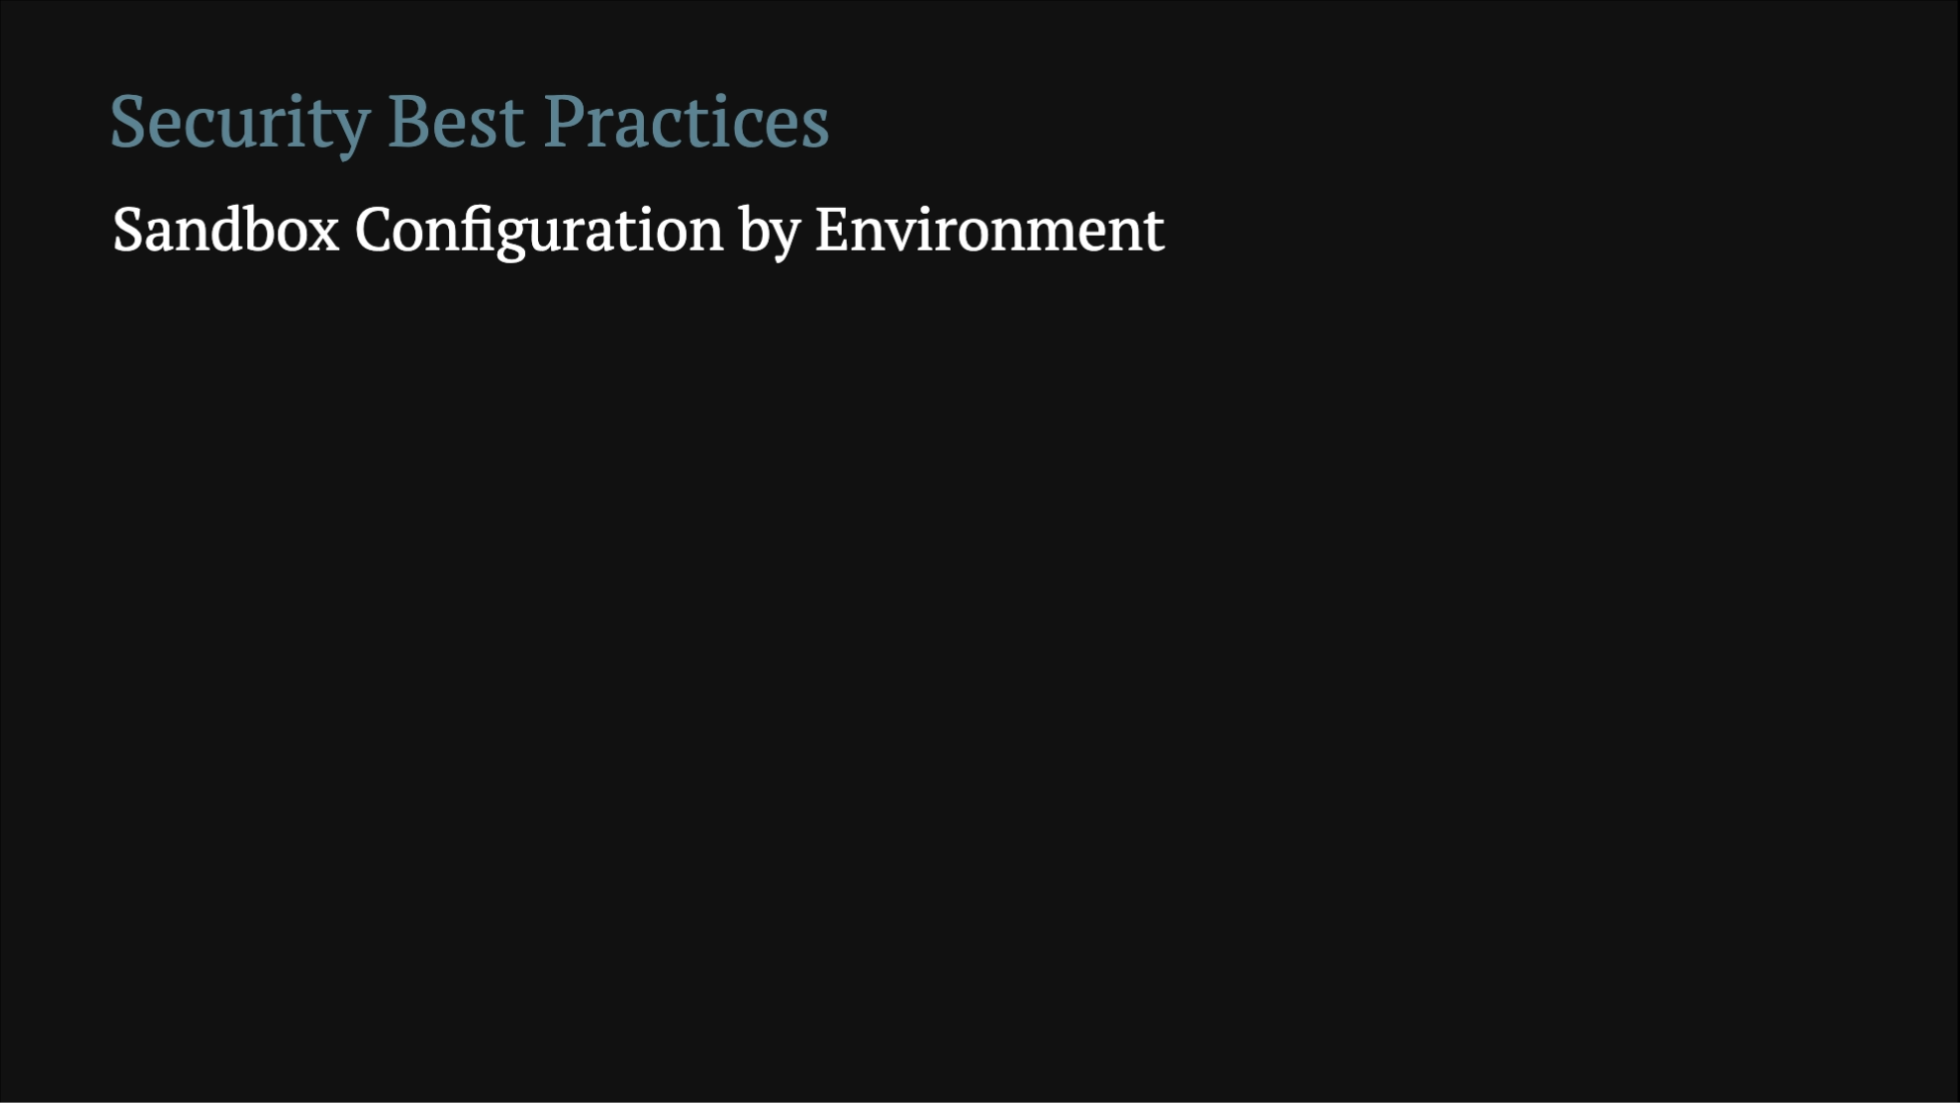 Security Best Practices
Sandbox Configuration by Environment